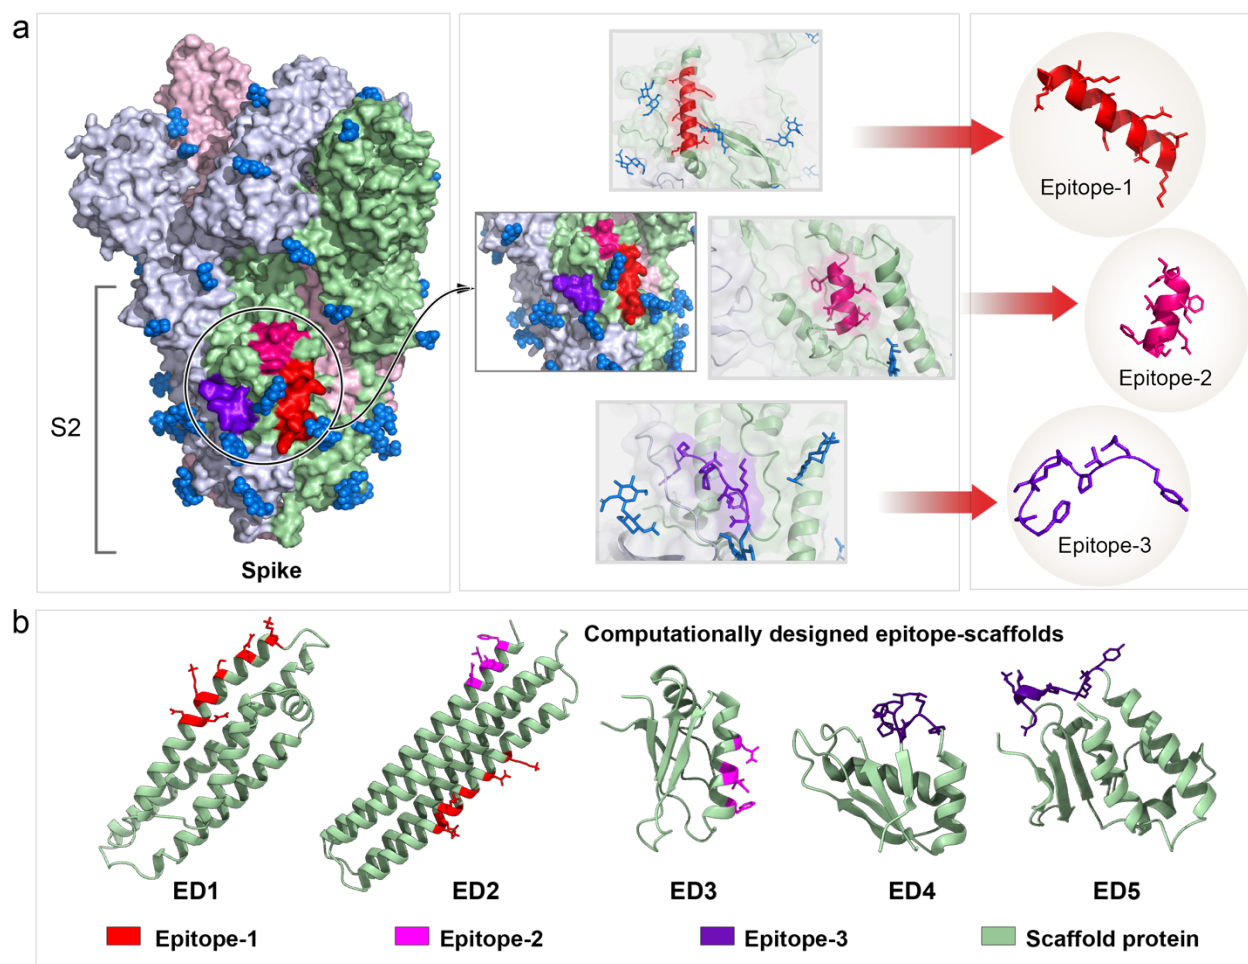 a
Epitope-1
Epitope-2
S2
Epitope-3
Spike
b
Computationally designed epitope-scaffolds
ED1 ED2 ED3 ED4 ED5
Epitope-1 Epitope-2 Epitope-3 Scaffold protein